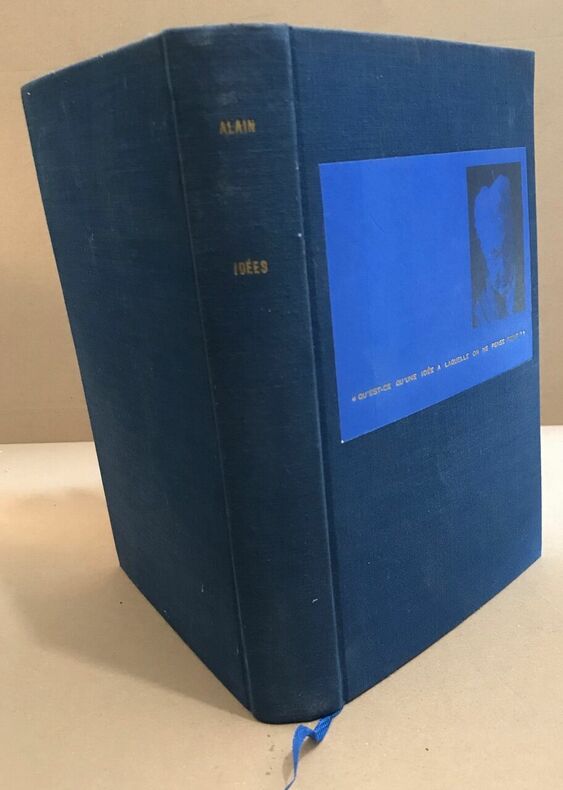 ALAIN
IDÉES
« QU'EST-CE QU'UNE IDÉE A LAQUELLE ON NE PENSE